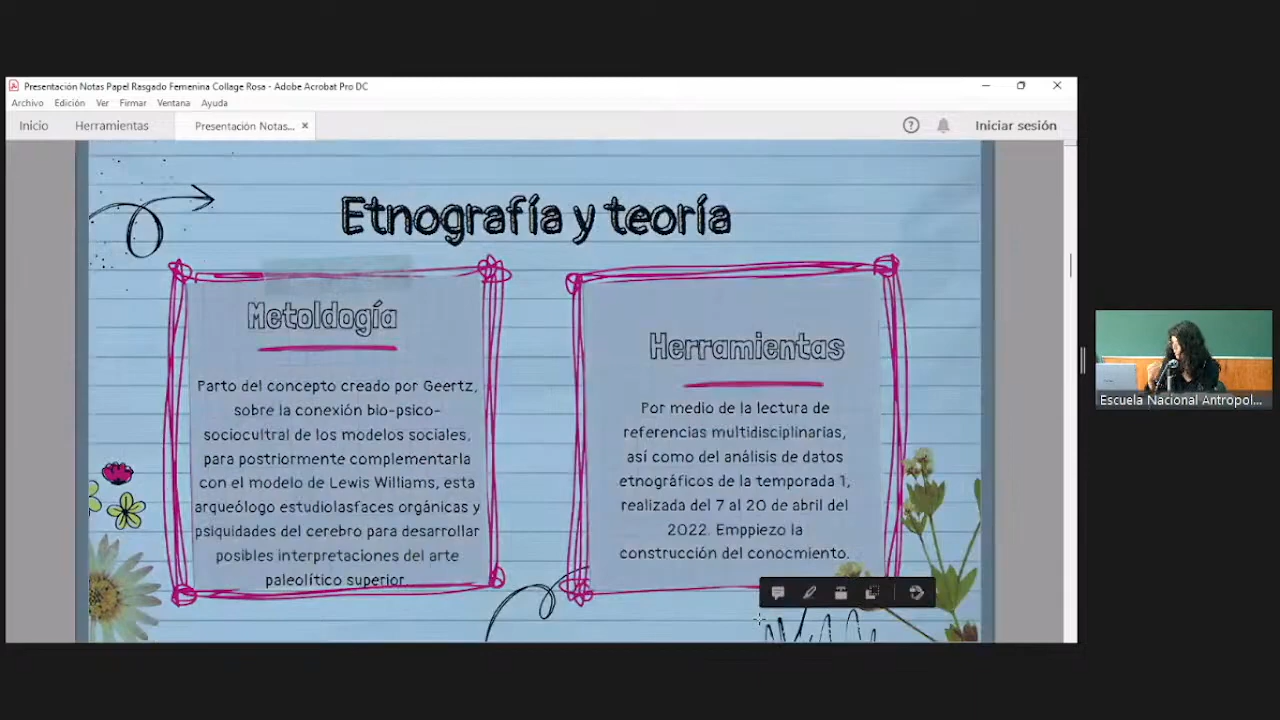 Presentación Notas Papel Rasgado Femenina Collage Rosa - Adobe Acrobat Pro DC
Archivo Edición Ver Firmar Ventana Ayuda
Inicio Herramientas Presentación Notas... × Iniciar sesión
Etnografía y teoría
Metoldogía
Parto del concepto creado por Geertz,
sobre la conexión bio-psico-
sociocultral de los modelos sociales,
para postriormente complementarla
con el modelo de Lewis Williams, esta
arqueólogo estudiolasfaces orgánicas y
psiquidades del cerebro para desarrollar
posibles interpretaciones del arte
paleolítico superior.
Herramientas
Por medio de la lectura de
referencias multidisciplinarias,
así como del análisis de datos
etnográficos de la temporada 1,
realizada del 7 al 20 de abril del
2022. Emppiezo la
construcción del conocmiento.
Escuela Nacional Antropol...